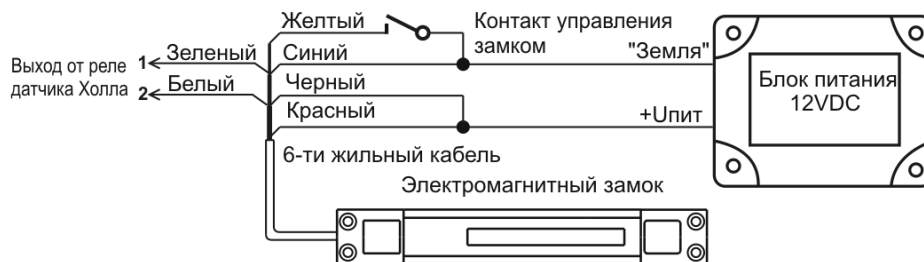 Желтый
Контакт управления
замком
Выход от реле
датчика Холла
1
Зеленый
Синий
"Земля"
2
Белый
Черный
Красный
+Uпит
Блок питания
12VDC
6-ти жильный кабель
Электромагнитный замок